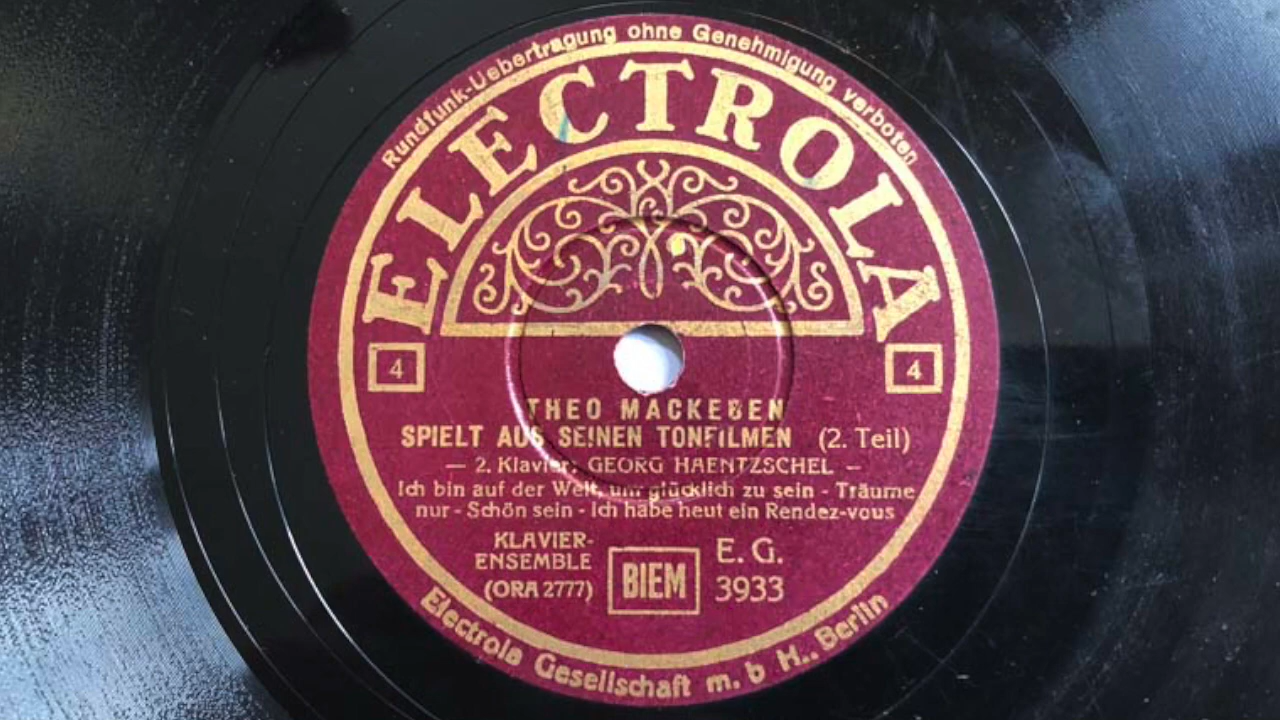 Rundfunk-Uebertragung ohne Genehmigung verboten
ELECTROLA
4 4
THEO MACKEBEN
SPIELT AUS SEINEN TONFILMEN (2. Teil)
— 2. Klavier: GEORG HAENTZSCHEL —
Ich bin auf der Welt, um glücklich zu sein - Träume
nur - Schön sein - Ich habe heut ein Rendez-vous
KLAVIER-
ENSEMBLE
(ORA 2777)
BIEM
E. G.
3933
Electrola Gesellschaft m. b H., Berlin